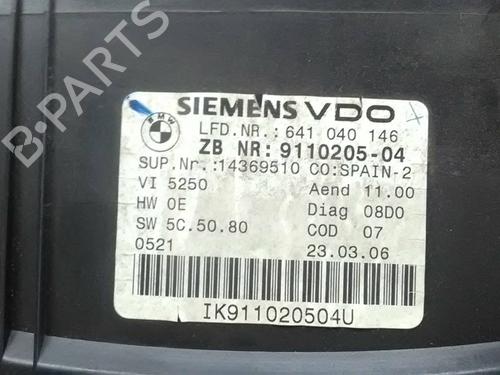 SIEMENS VDO
BMW
LFD.NR.:641 040 146
ZB NR:9110205-04
SUP.Nr.:14369510 CO:SPAIN-2
VI 5250 Aend 11.00
HW 0E Diag 08D0
SW 5C.50.80 COD 07
0521 23.03.06
IK911020504U